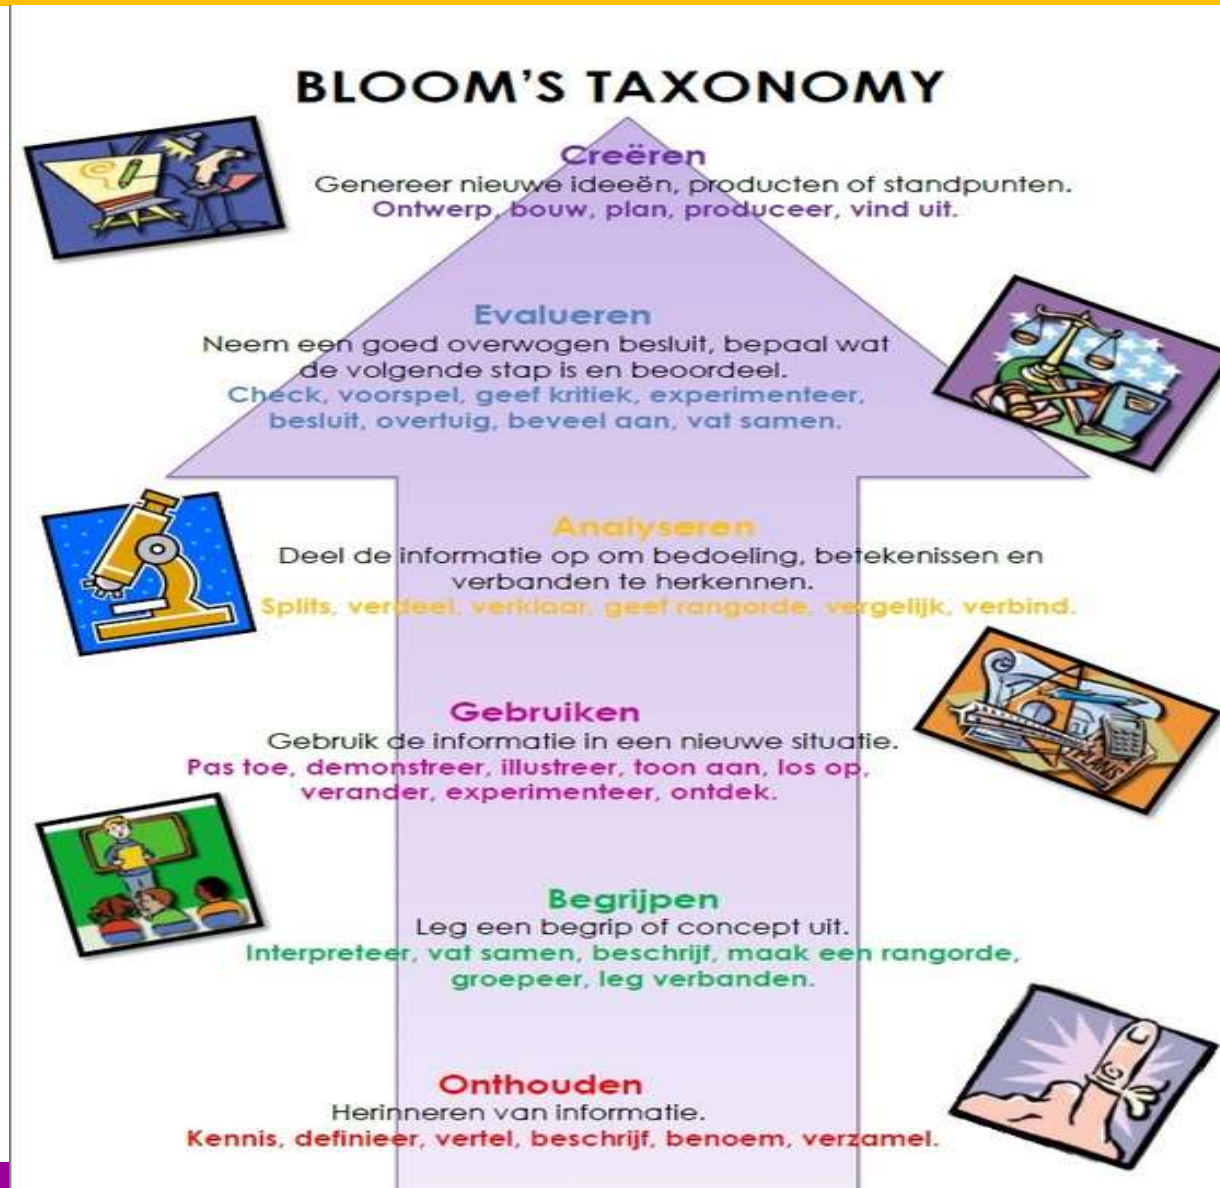 BLOOM'S TAXONOMY
Creëren
Genereer nieuwe ideeën, producten of standpunten.
Ontwerp, bouw, plan, produceer, vind uit.
Evalueren
Neem een goed overwogen besluit, bepaal wat
de volgende stap is en beoordeel.
Check, voorspel, geef kritiek, experimenteer,
besluit, overtuig, beveel aan, vat samen.
Analyseren
Deel de informatie op om bedoeling, betekenissen en
verbanden te herkennen.
Splits, verdeel, verklaar, geef rangorde, vergelijk, verbind.
Gebruiken
Gebruik de informatie in een nieuwe situatie.
Pas toe, demonstreer, illustreer, toon aan, los op,
verander, experimenteer, ontdek.
PLANS
Begrijpen
Leg een begrip of concept uit.
Interpreteer, vat samen, beschrijf, maak een rangorde,
groepeer, leg verbanden.
Onthouden
Herinneren van informatie.
Kennis, definieer, vertel, beschrijf, benoem, verzamel.